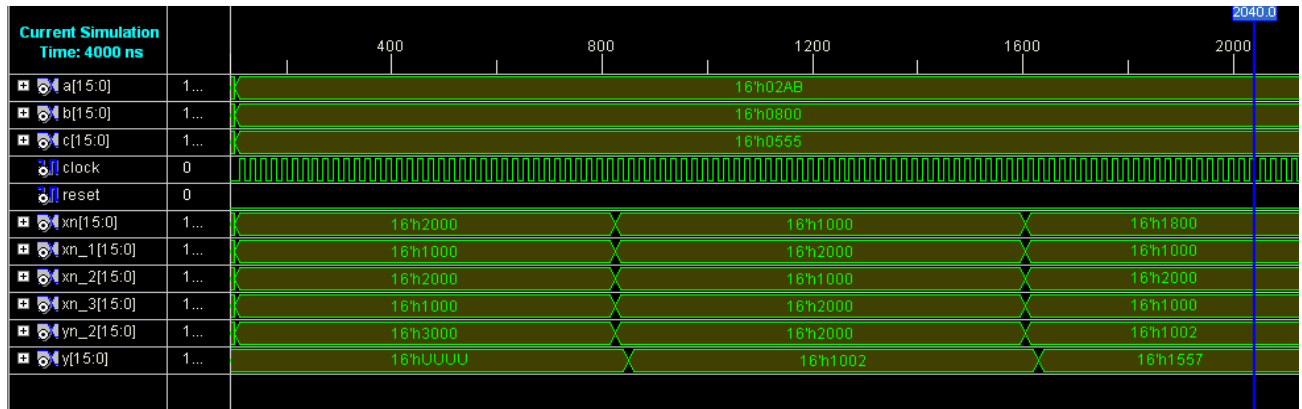 2040.0
Current Simulation
Time: 4000 ns
400 800 1200 1600 2000
a[15:0] 1... 16'h02AB
b[15:0] 1... 16'h0800
c[15:0] 1... 16'h0555
clock 0
reset 0
xn[15:0] 1... 16'h2000 16'h1000 16'h1800
xn_1[15:0] 1... 16'h1000 16'h2000 16'h1000
xn_2[15:0] 1... 16'h2000 16'h1000 16'h2000
xn_3[15:0] 1... 16'h1000 16'h2000 16'h1000
yn_2[15:0] 1... 16'h3000 16'h2000 16'h1002
y[15:0] 1... 16'hUUUU 16'h1002 16'h1557